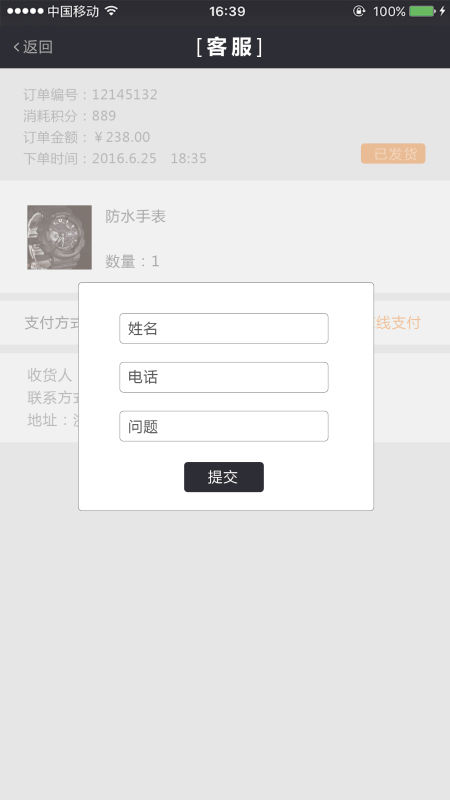 中国移动 16:39 100%
返回 [客服]
订单编号：12145132
消耗积分：889
订单金额：￥238.00
下单时间：2016.6.25 18:35
已发货
防水手表
数量：1
支付方式 线支付
收货人
联系方式
地址：
姓名
电话
问题
提交